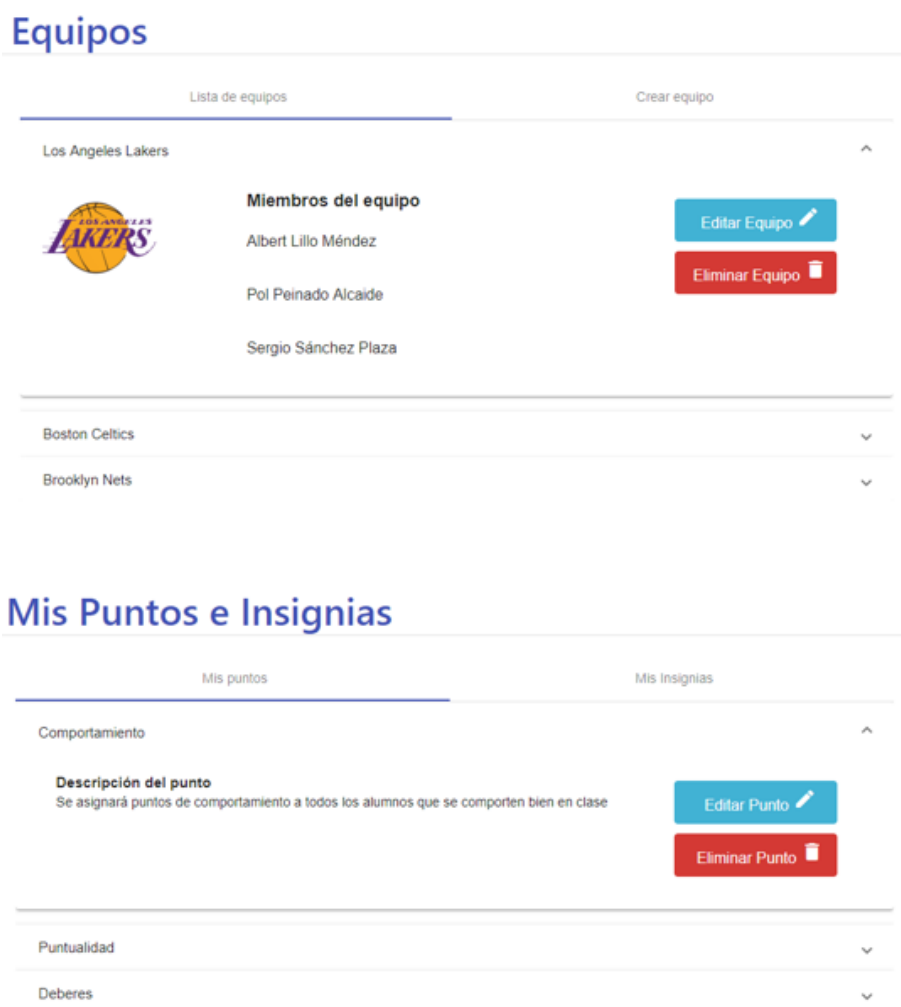 Equipos
Lista de equipos
Crear equipo
Los Angeles Lakers
LOS ANGELES
LAKERS
Miembros del equipo
Albert Lillo Méndez
Pol Peinado Alcaide
Sergio Sánchez Plaza
Editar Equipo
Eliminar Equipo
Boston Celtics
Brooklyn Nets
Mis Puntos e Insignias
Mis puntos
Mis Insignias
Comportamiento
Descripción del punto
Se asignará puntos de comportamiento a todos los alumnos que se comporten bien en clase
Editar Punto
Eliminar Punto
Puntualidad
Deberes